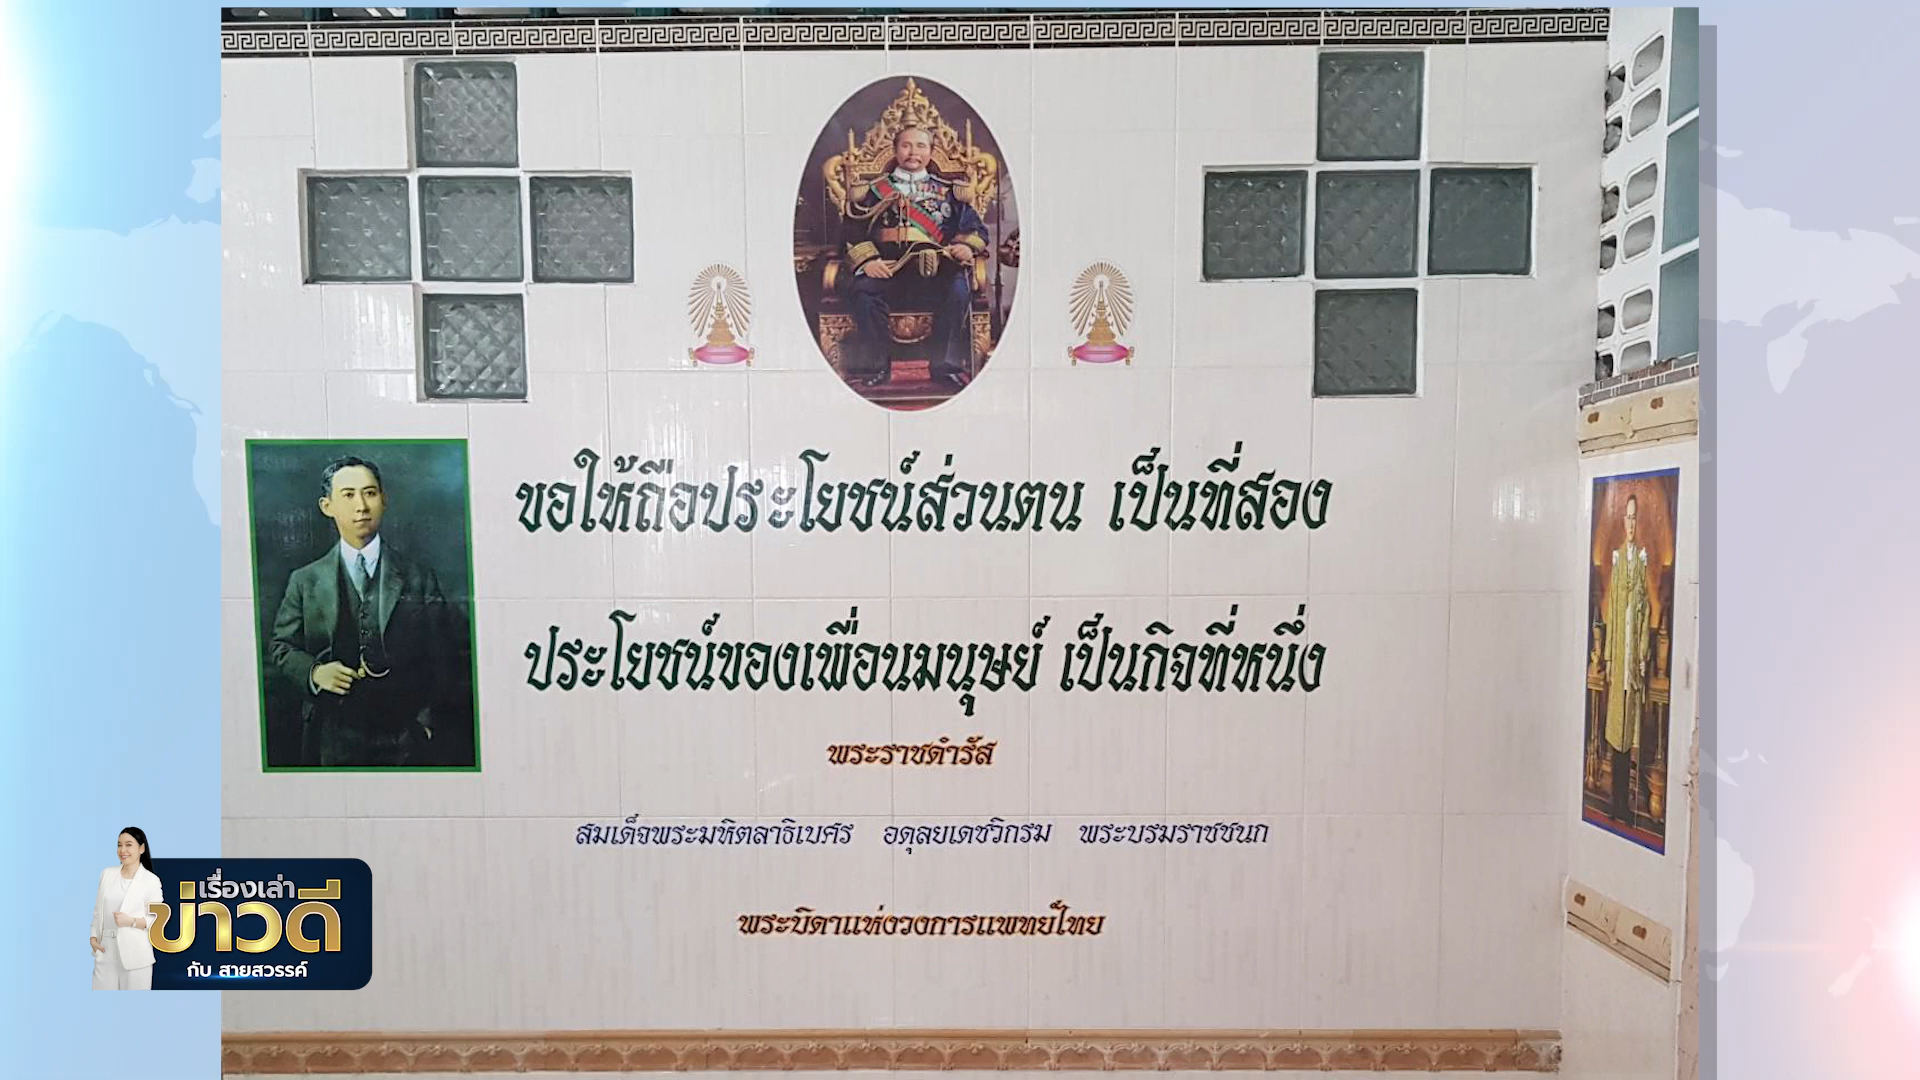 ขอให้ถือประโยชน์ส่วนตน เป็นที่สอง
ประโยชน์ของเพื่อนมนุษย์ เป็นกิจที่หนึ่ง
พระราชดำรัส
สมเด็จพระมหิตลาธิเบศร อดุลยเดชวิกรม พระบรมราชชนก
พระบิดาแห่งวงการแพทย์ไทย
เรื่องเล่า
ข่าวดี
กับ สายสวรรค์